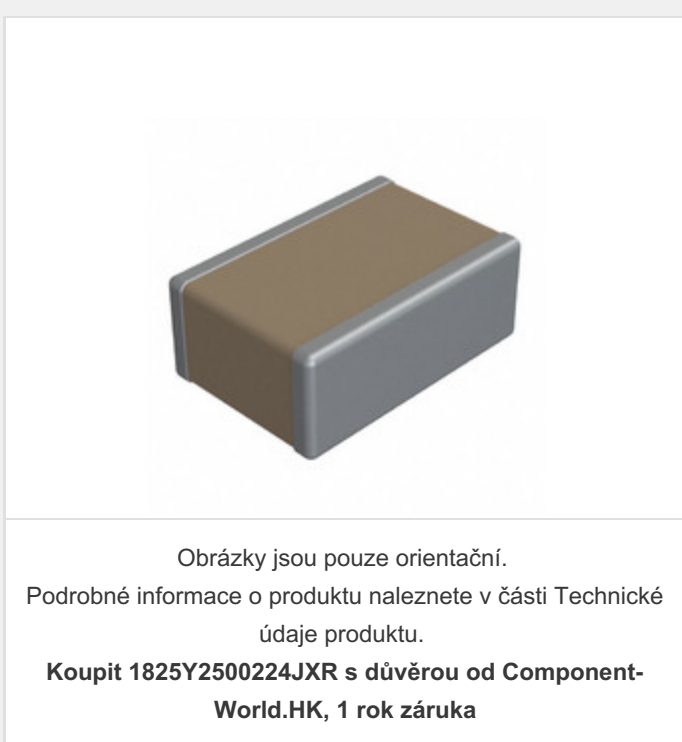 Obrázky jsou pouze orientační.
Podrobné informace o produktu naleznete v části Technické
údaje produktu.
Koupit 1825Y2500224JXR s důvěrou od Component-
World.HK, 1 rok záruka